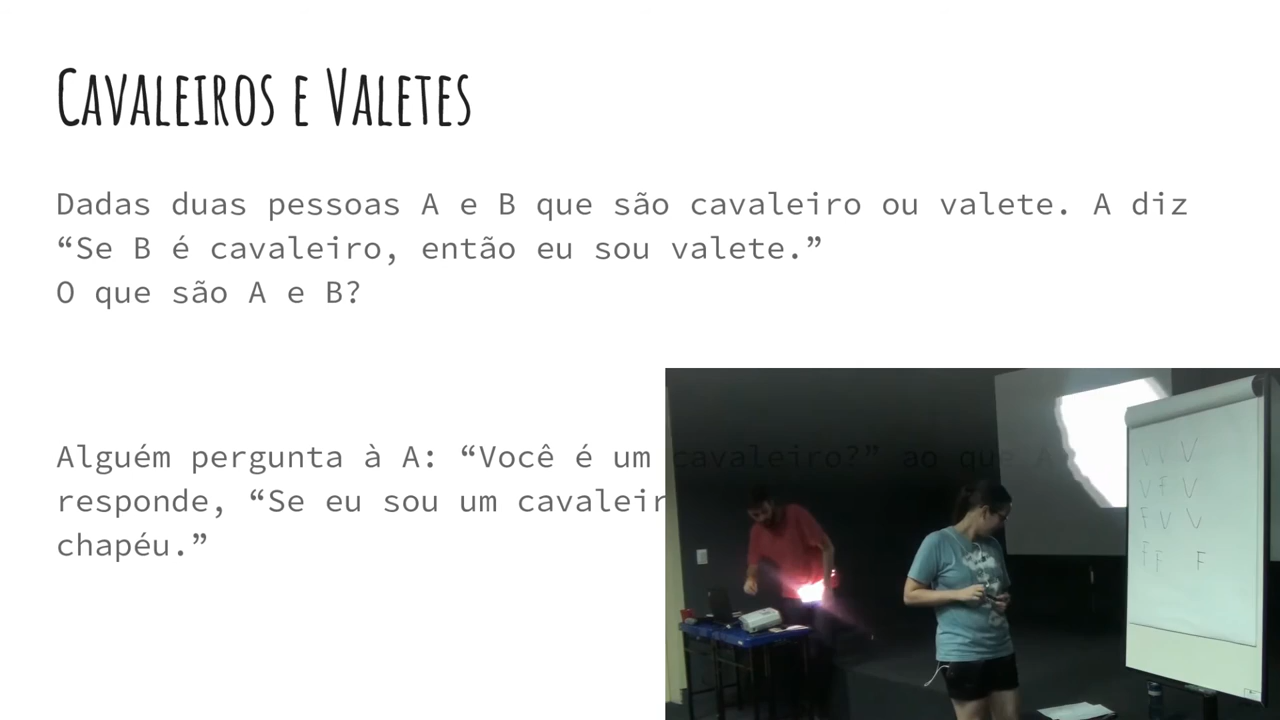 Cavaleiros e Valetes
Dadas duas pessoas A e B que são cavaleiro ou valete. A diz
“Se B é cavaleiro, então eu sou valete.”
O que são A e B?
Alguém pergunta à A: “Você é um cavaleiro?” ao que A
responde, “Se eu sou um cavaleir
chapéu.”
V V V
V F V
F V V
F F F